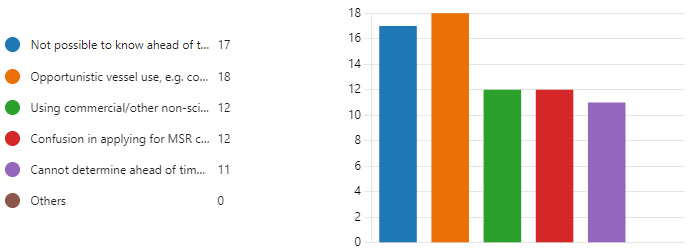 Not possible to know ahead of t... 17
Opportunistic vessel use, e.g. co... 18
Using commercial/other non-sci... 12
Confusion in applying for MSR c... 12
Cannot determine ahead of tim... 11
Others 0
18
16
14
12
10
8
6
4
2
0